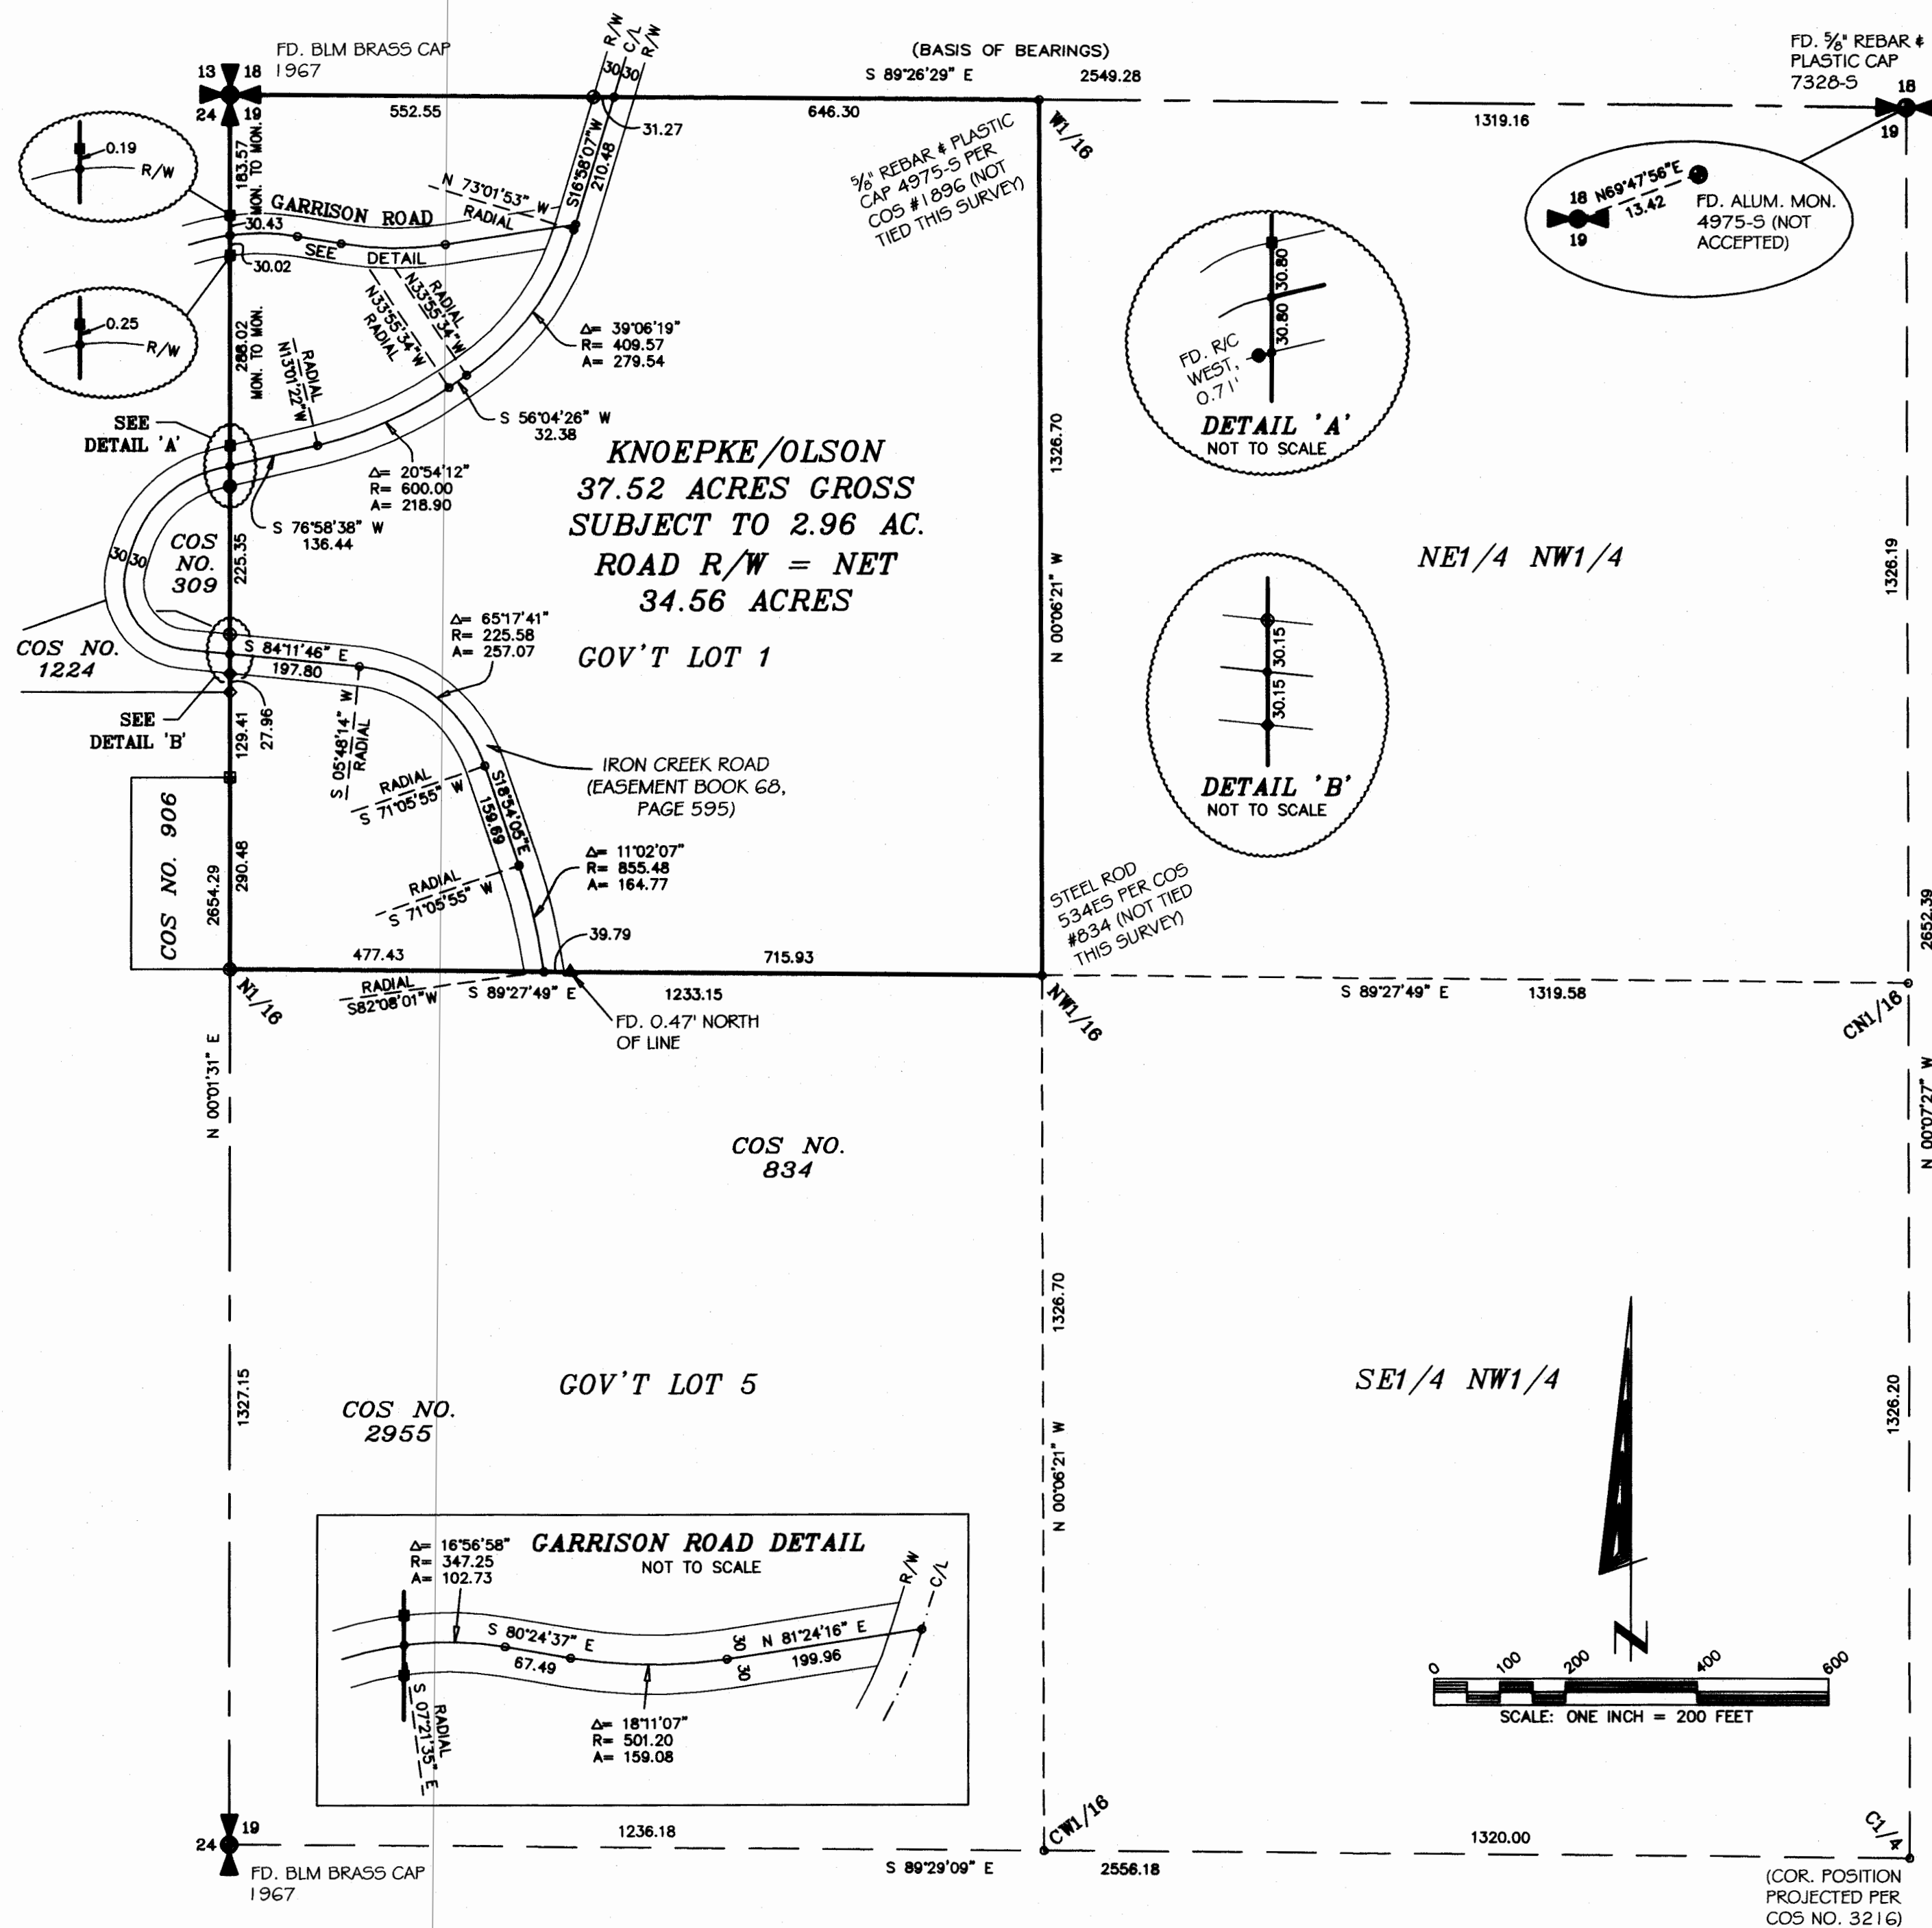 FD. BLM BRASS CAP
1967
13 18
24 19
R/W
C/L
R/W
30 30
(BASIS OF BEARINGS)
S 89°26'29" E 2549.28
FD. 5/8" REBAR &
PLASTIC CAP
7328-S
18
19
552.55
31.27
646.30
W1/16
1319.16
0.19
R/W
183.57
MON. TO MON.
GARRISON ROAD
30.43
SEE DETAIL
30.02
N 73°01'53" W
RADIAL
S16°58'07"W
210.48
5/8" REBAR & PLASTIC
CAP 4975-S PER
COS #1896 (NOT
TIED THIS SURVEY)
18 N69°47'56"E
13.42
19
FD. ALUM. MON.
4975-S (NOT
ACCEPTED)
0.25
R/W
288.02
MON. TO MON.
RADIAL
N33°55'34"W
N33°55'34"W
RADIAL
RADIAL
N13°01'22"W
Δ= 39°06'19"
R= 409.57
A= 279.54
S 56°04'26" W
32.38
30.80 30.80
FD. R/C
WEST,
0.71'
DETAIL 'A'
NOT TO SCALE
SEE
DETAIL 'A'
Δ= 20°54'12"
R= 600.00
A= 218.90
S 76°58'38" W
136.44
KNOEPKE/OLSON
37.52 ACRES GROSS
SUBJECT TO 2.96 AC.
ROAD R/W = NET
34.56 ACRES
1326.70
N 00°06'21" W
NE1/4 NW1/4
1326.19
30 30
COS
NO.
309
225.35
COS NO.
1224
S 84°11'46" E
197.80
Δ= 65°17'41"
R= 225.58
A= 257.07
GOV'T LOT 1
30.15 30.15
DETAIL 'B'
NOT TO SCALE
SEE
DETAIL 'B'
129.41
27.96
S 05°48'14" W
RADIAL
RADIAL
S 71°05'55" W
S18°54'05"E
159.69
IRON CREEK ROAD
(EASEMENT BOOK 68,
PAGE 595)
COS NO. 906
2654.29
290.48
RADIAL
S 71°05'55" W
Δ= 11°02'07"
R= 855.48
A= 164.77
STEEL ROD
534ES PER COS
#834 (NOT TIED
THIS SURVEY)
2652.39
477.43
39.79
715.93
N1/16
RADIAL
S82°08'01"W
S 89°27'49" E
1233.15
NW1/16
S 89°27'49" E 1319.58
CN1/16
FD. 0.47' NORTH
OF LINE
N 00°01'31" E
N 00°07'27" W
COS NO.
834
1326.70
1327.15
GOV'T LOT 5
SE1/4 NW1/4
COS NO.
2955
1326.20
N 00°06'21" W
GARRISON ROAD DETAIL
NOT TO SCALE
Δ= 16°56'58"
R= 347.25
A= 102.73
R/W
C/L
S 80°24'37" E
67.49
30
30
N 81°24'16" E
199.96
RADIAL
S 07°21'35" E
Δ= 18°11'07"
R= 501.20
A= 159.08
N
0 100 200 400 600
SCALE: ONE INCH = 200 FEET
19
24
FD. BLM BRASS CAP
1967
1236.18
S 89°29'09" E
CW1/16
2556.18
1320.00
C1/4
(COR. POSITION
PROJECTED PER
COS NO. 3216)